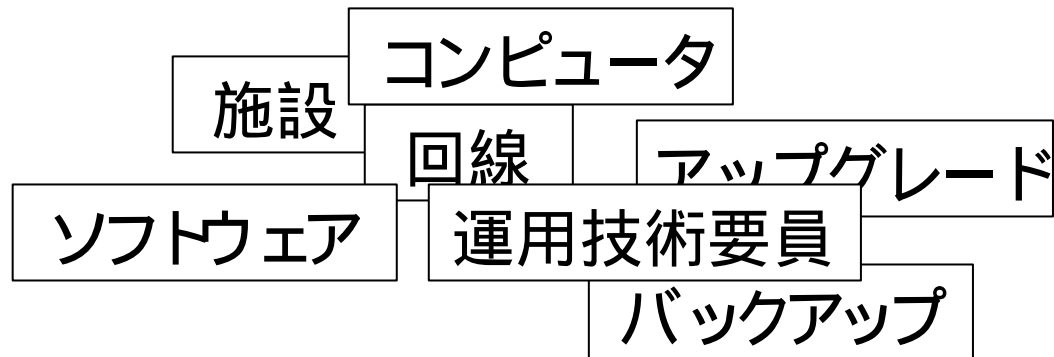 コンピュータ
施設
回線
アップグレード
ソフトウェア
運用技術要員
バックアップ